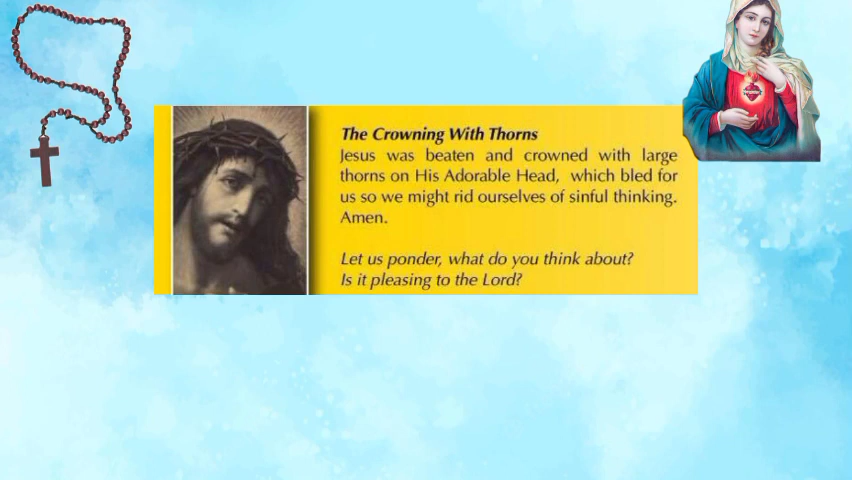 The Crowning With Thorns
Jesus was beaten and crowned with large
thorns on His Adorable Head, which bled for
us so we might rid ourselves of sinful thinking.
Amen.
Let us ponder, what do you think about?
Is it pleasing to the Lord?